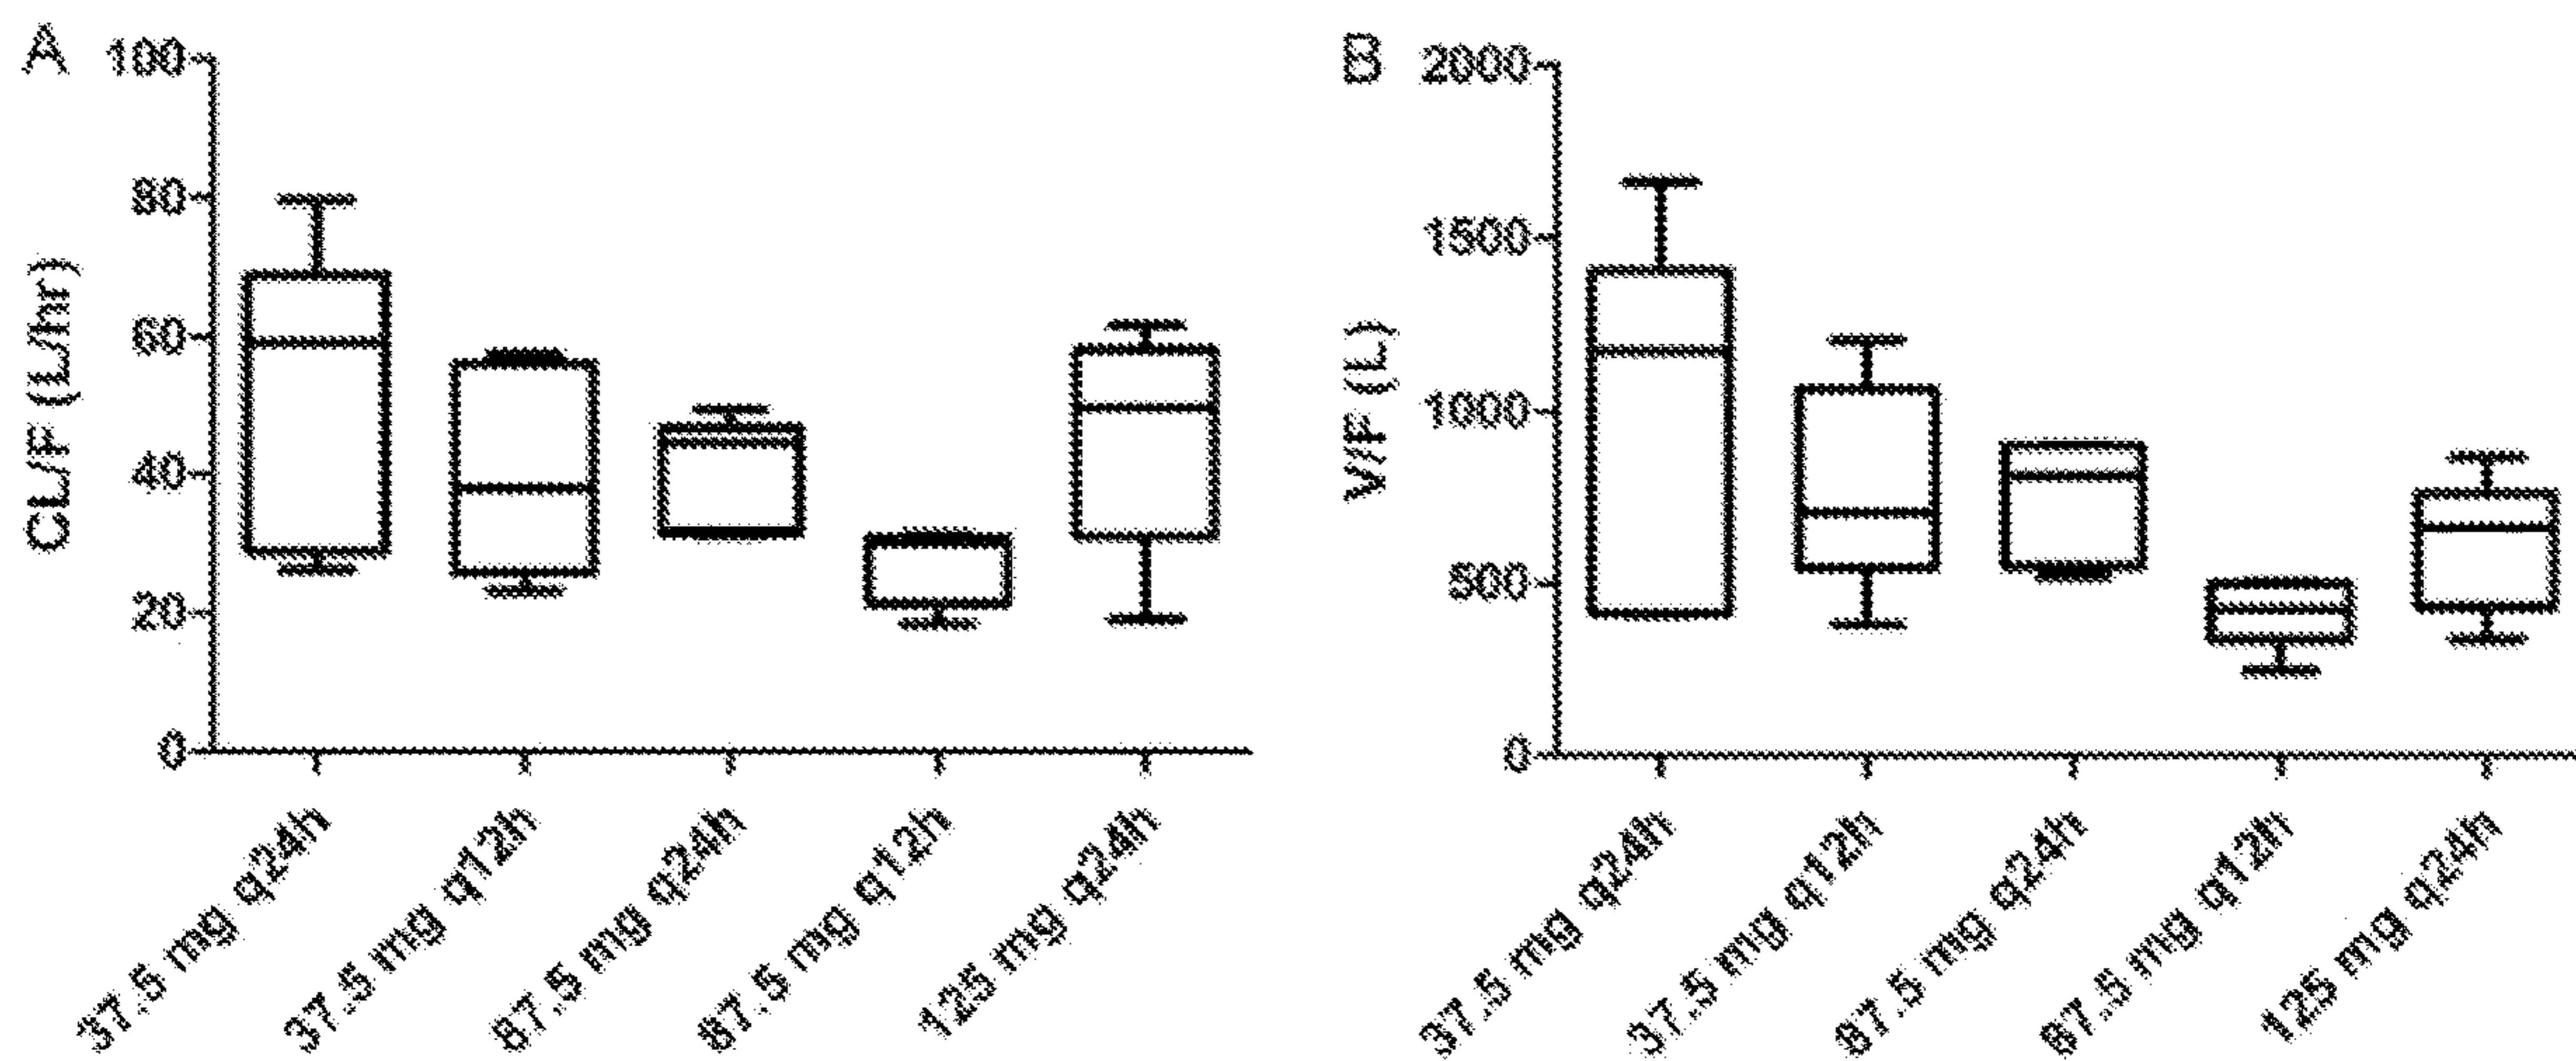 A
100
80
60
40
20
0
CL/F (L/hr)
37.5 mg q24h
37.5 mg q12h
87.5 mg q24h
87.5 mg q12h
125 mg q24h
B
2000
1500
1000
500
0
V/F (L)
37.5 mg q24h
37.5 mg q12h
87.5 mg q24h
87.5 mg q12h
125 mg q24h